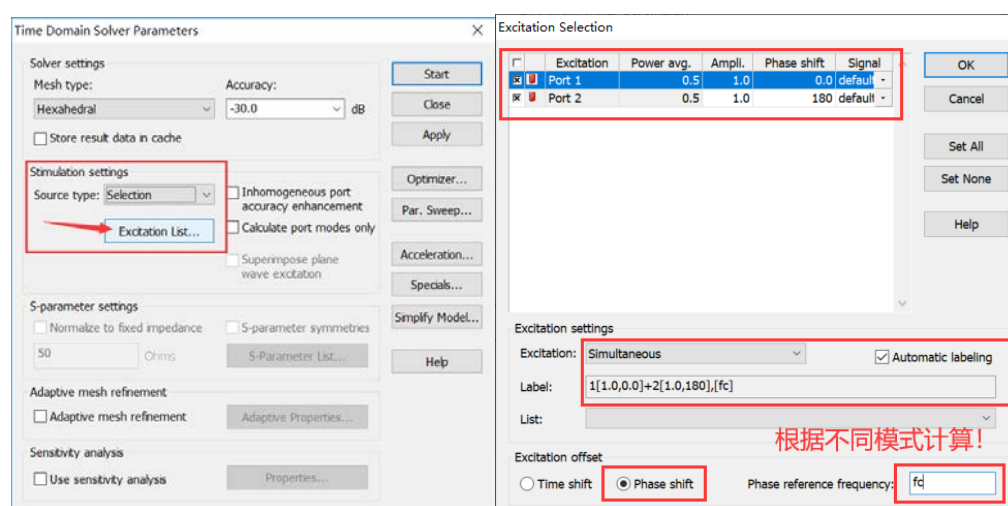 Time Domain Solver Parameters
Solver settings
Mesh type:
Accuracy:
Hexahedral
-30.0
dB
Store result data in cache
Stimulation settings
Source type:
Selection
Excitation List...
Inhomogeneous port
accuracy enhancement
Calculate port modes only
Superimpose plane
wave excitation
S-parameter settings
Normalize to fixed impedance
S-parameter symmetries
50
Ohms
S-Parameter List...
Adaptive mesh refinement
Adaptive mesh refinement
Adaptive Properties...
Sensitivity analysis
Use sensitivity analysis
Properties...
Start
Close
Apply
Optimizer...
Par. Sweep...
Acceleration...
Specials...
Simplify Model...
Help
Excitation Selection
Excitation Power avg. Ampli. Phase shift Signal
Port 1 0.5 1.0 0.0 default
Port 2 0.5 1.0 180 default
OK
Cancel
Set All
Set None
Help
Excitation settings
Excitation: Simultaneous
Automatic labeling
Label: 1[1.0,0.0]+2[1.0,180],[fc]
List:
根据不同模式计算!
Excitation offset
Time shift
Phase shift
Phase reference frequency: fc